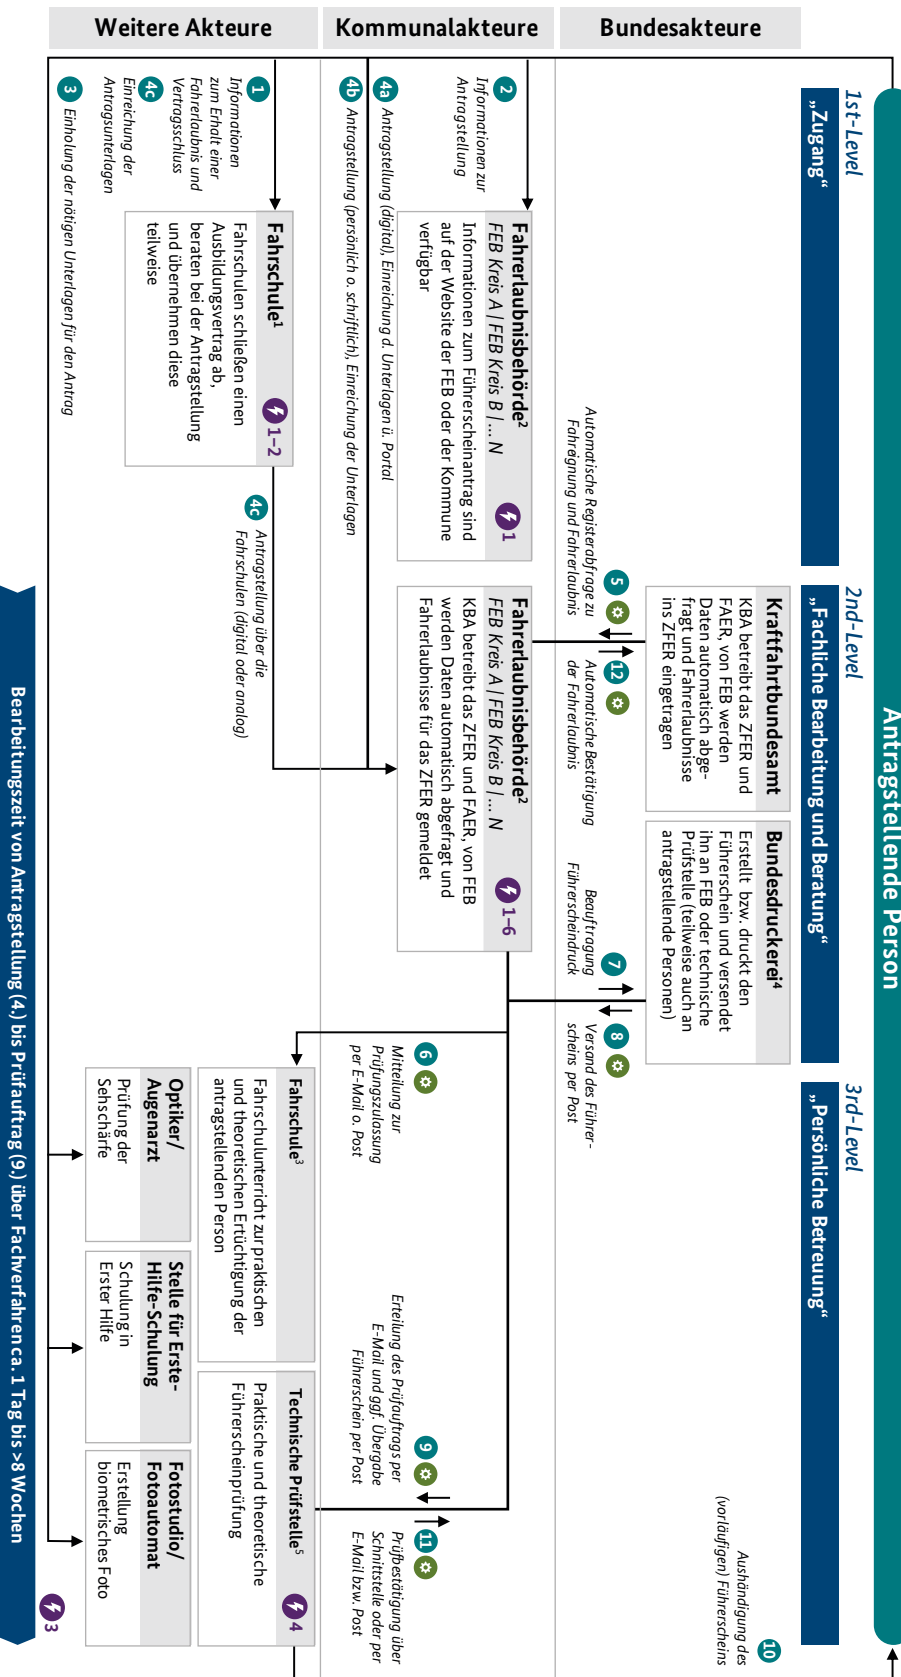 Antragstellende Person
1st-Level
2nd-Level
3rd-Level
„Zugang“
„Fachliche Bearbeitung und Beratung“
„Persönliche Betreuung“
Bundesakteure
Kraftfahrtbundesamt
KBA betreibt das ZFER und
FAER, von FEB werden
Daten automatisch abge-
fragt und Fahrerlaubnisse
ins ZFER eingetragen
Bundesdruckerei⁴
Erstellt bzw. druckt den
Führerschein und versendet
ihn an FEB oder technische
Prüfstelle (teilweise auch an
antragstellende Personen)
10
Aushändigung des
(vorläufigen) Führerscheins
5
Automatische Registerabfrage zu
Fahreignung und Fahrerlaubnis
12
Automatische Bestätigung
der Fahrerlaubnis
7
Beauftragung
Führerscheindruck
8
Versand des Führer-
scheins per Post
Kommunalakteure
2
Informationen zur
Antragstellung
Fahrerlaubnisbehörde²
FEB Kreis A | FEB Kreis B | ... N
1
Informationen zum Führerscheinantrag sind
auf der Website der FEB oder der Kommune
verfügbar
Fahrerlaubnisbehörde²
FEB Kreis A | FEB Kreis B | ... N
1–6
KBA betreibt das ZFER und FAER, von FEB
werden Daten automatisch abgefragt und
Fahrerlaubnisse für das ZFER gemeldet
4a Antragstellung (digital), Einreichung d. Unterlagen ü. Portal
4b Antragstellung (persönlich o. schriftlich), Einreichung der Unterlagen
6
Mitteilung zur
Prüfungszulassung
per E-Mail o. Post
9
Erteilung des Prüfauftrags per
E-Mail und ggf. Übergabe
Führerschein per Post
11
Prüfbestätigung über
Schnittstelle oder per
E-Mail bzw. Post
Weitere Akteure
1
Informationen
zum Erhalt einer
Fahrerlaubnis und
Vertragsschluss
4c
Einreichung der
Antragsunterlagen
Fahrschule¹
1–2
Fahrschulen schließen einen
Ausbildungsvertrag ab,
beraten bei der Antragstellung
und übernehmen diese
teilweise
4c Antragstellung über die
Fahrschulen (digital oder analog)
3 Einholung der nötigen Unterlagen für den Antrag
Fahrschule³
Fahrschulunterricht zur praktischen
und theoretischen Ertüchtigung der
antragstellenden Person
Technische Prüfstelle⁵
4
Praktische und theoretische
Führerscheinprüfung
Optiker/
Augenarzt
Prüfung der
Sehschärfe
Stelle für Erste-
Hilfe-Schulung
Schulung in
Erster Hilfe
Fotostudio/
Fotoautomat
Erstellung
biometrisches Foto
3
Bearbeitungszeit von Antragstellung (4.) bis Prüfauftrag (9.) über Fachverfahren ca. 1 Tag bis >8 Wochen